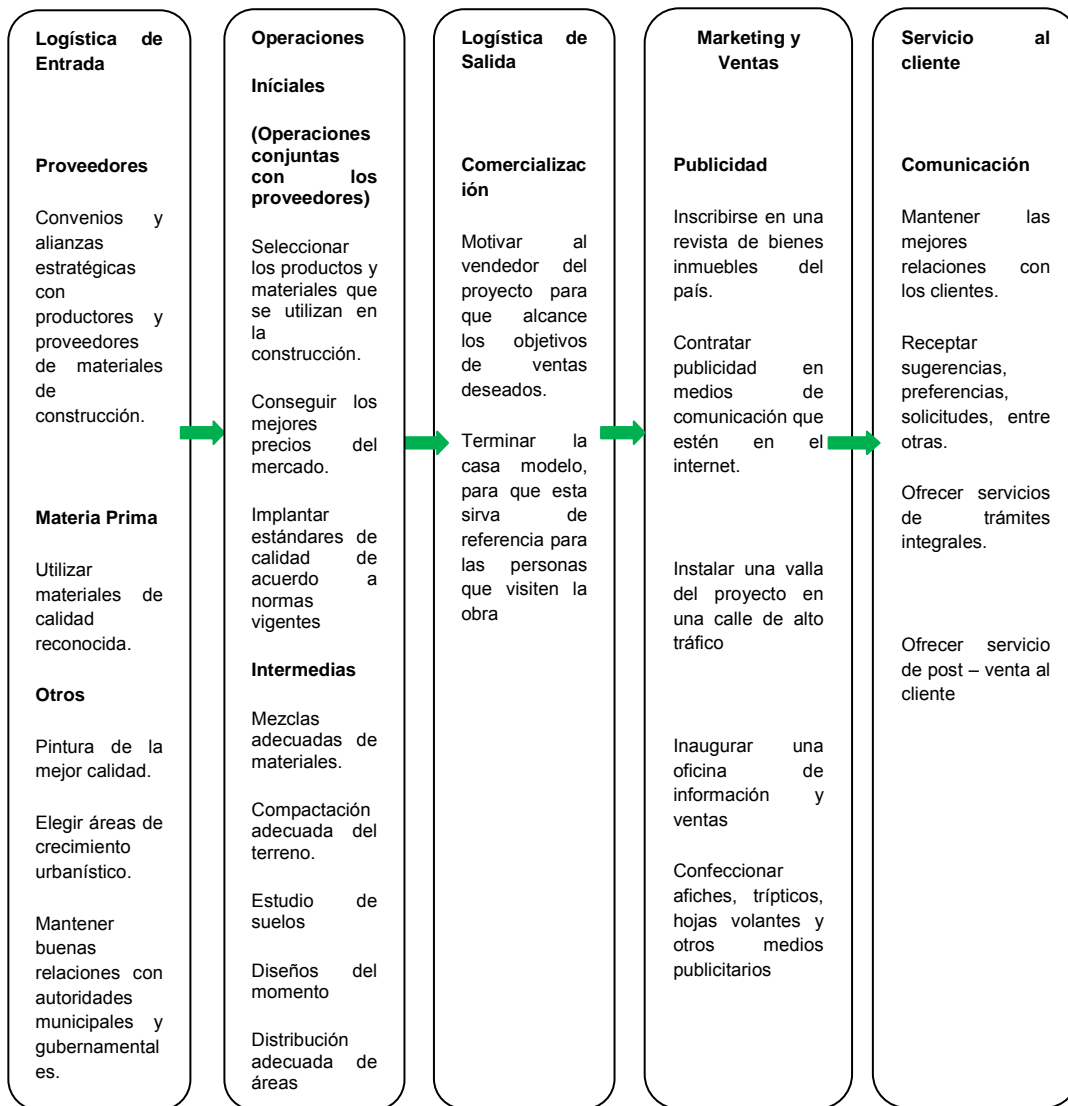 Logística de
Entrada
Proveedores
Convenios y
alianzas
estratégicas
con
productores y
proveedores
de materiales
de
construcción.
Materia Prima
Utilizar
materiales de
calidad
reconocida.
Otros
Pintura de la
mejor calidad.
Elegir áreas de
crecimiento
urbanístico.
Mantener
buenas
relaciones con
autoridades
municipales y
gubernamental
es.
Operaciones
Iníciales
(Operaciones
conjuntas
con los
proveedores)
Seleccionar
los productos y
materiales que
se utilizan en
la
construcción.
Conseguir los
mejores
precios del
mercado.
Implantar
estándares de
calidad de
acuerdo a
normas
vigentes
Intermedias
Mezclas
adecuadas de
materiales.
Compactación
adecuada del
terreno.
Estudio de
suelos
Diseños del
momento
Distribución
adecuada de
áreas
Logística de
Salida
Comercializac
ión
Motivar al
vendedor del
proyecto para
que alcance
los objetivos
de ventas
deseados.
Terminar la
casa modelo,
para que esta
sirva de
referencia para
las personas
que visiten la
obra
Marketing y
Ventas
Publicidad
Inscribirse en una
revista de bienes
inmuebles del
país.
Contratar
publicidad en
medios de
comunicación que
estén en el
internet.
Instalar una valla
del proyecto en
una calle de alto
tráfico
Inaugurar una
oficina de
información y
ventas
Confeccionar
afiches, trípticos,
hojas volantes y
otros medios
publicitarios
Servicio al
cliente
Comunicación
Mantener las
mejores
relaciones con
los clientes.
Receptar
sugerencias,
preferencias,
solicitudes, entre
otras.
Ofrecer servicios
de trámites
integrales.
Ofrecer servicio
de post – venta al
cliente